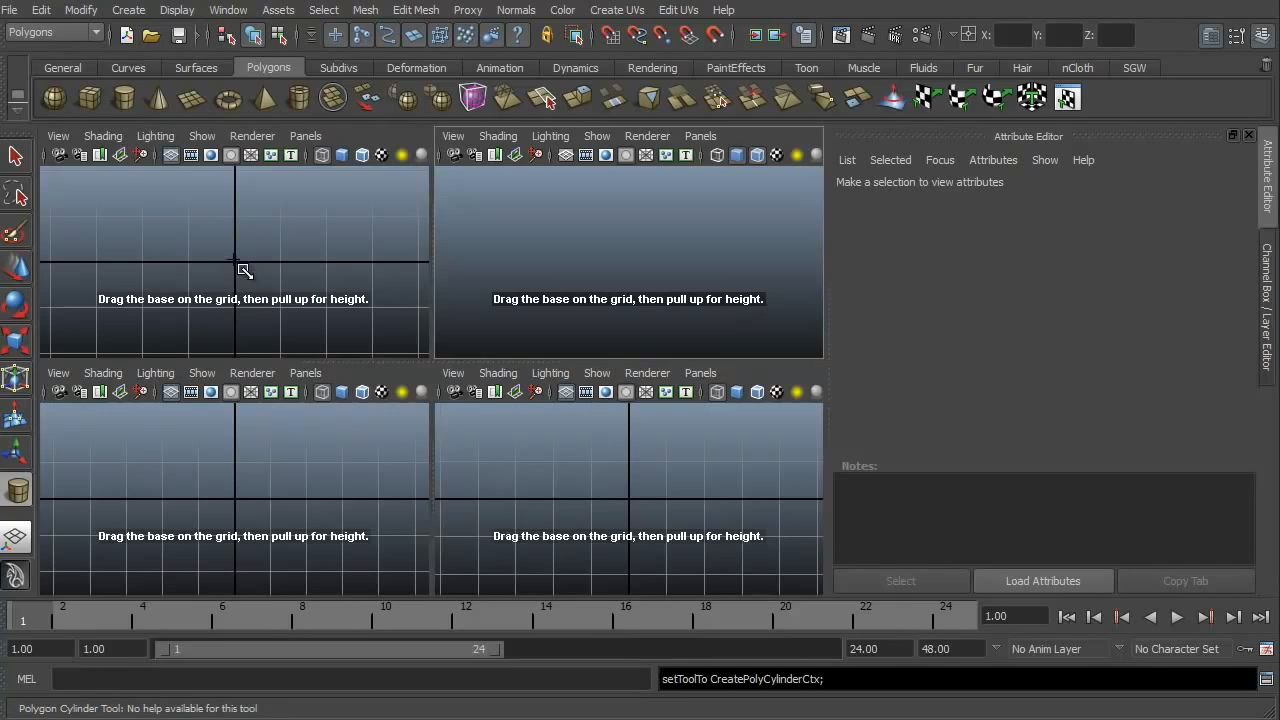 File Edit Modify Create Display Window Assets Select Mesh Edit Mesh Proxy Normals Color Create UVs Edit UVs Help
Polygons X: Y: Z:
General Curves Surfaces Polygons Subdivs Deformation Animation Dynamics Rendering PaintEffects Toon Muscle Fluids Fur Hair nCloth SGW
View Shading Lighting Show Renderer Panels
View Shading Lighting Show Renderer Panels
Drag the base on the grid, then pull up for height.
Drag the base on the grid, then pull up for height.
View Shading Lighting Show Renderer Panels
View Shading Lighting Show Renderer Panels
Drag the base on the grid, then pull up for height.
Drag the base on the grid, then pull up for height.
Attribute Editor
List Selected Focus Attributes Show Help
Make a selection to view attributes
Notes:
Select Load Attributes Copy Tab
Attribute Editor
Channel Box / Layer Editor
1 2 4 6 8 10 12 14 16 18 20 22 24 1.00
1.00 1.00 1 24 24.00 48.00 No Anim Layer No Character Set
MEL setToolTo CreatePolyCylinderCtx;
Polygon Cylinder Tool: No help available for this tool